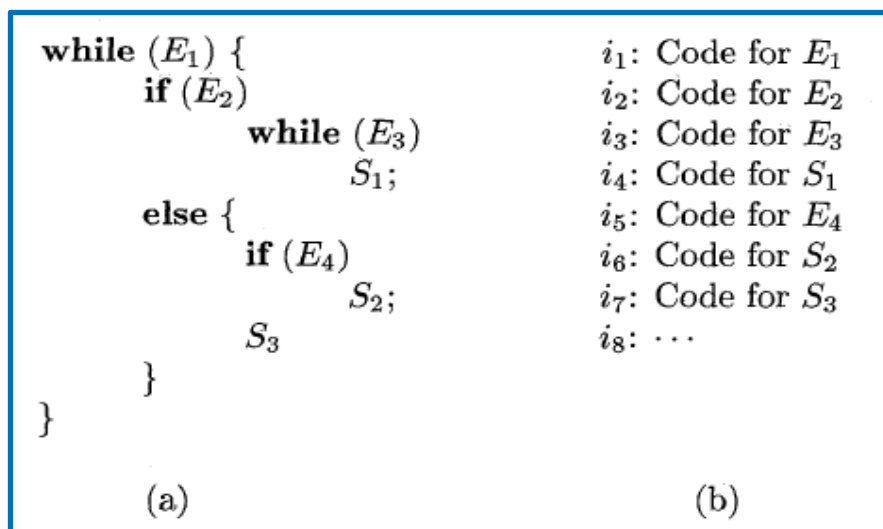 while (E₁) { i₁: Code for E₁
if (E₂) i₂: Code for E₂
while (E₃) i₃: Code for E₃
S₁; i₄: Code for S₁
else { i₅: Code for E₄
if (E₄) i₆: Code for S₂
S₂; i₇: Code for S₃
S₃ i₈: ···
}
}
(a) (b)